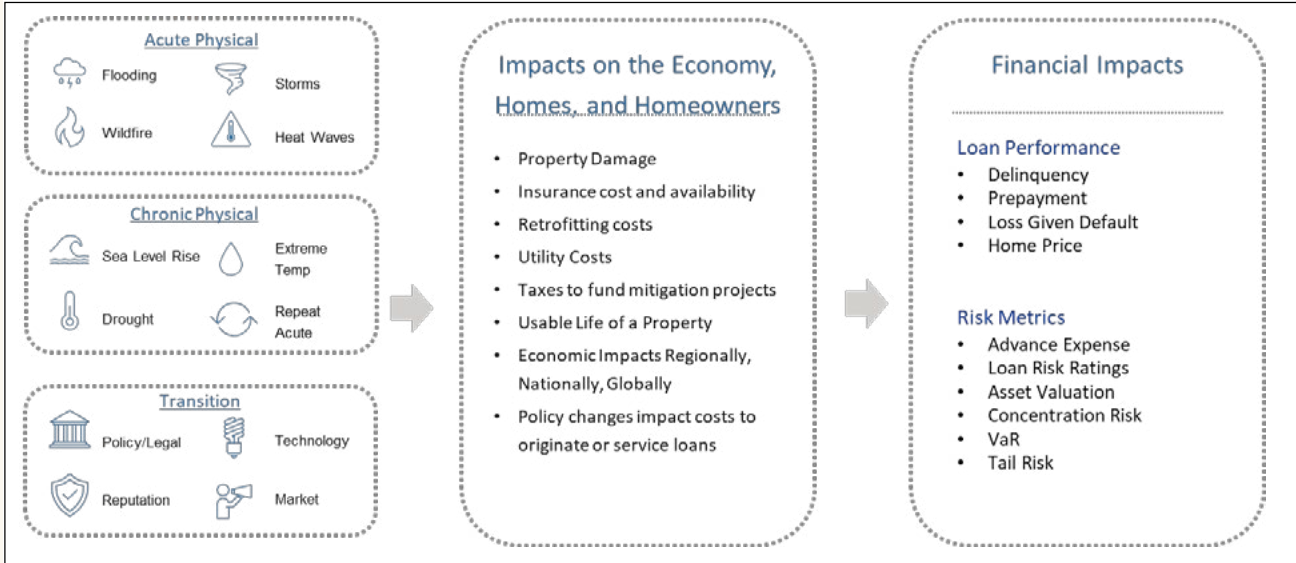 Acute Physical
Flooding
Storms
Wildfire
Heat Waves
Chronic Physical
Sea Level Rise
Extreme
Temp
Drought
Repeat
Acute
Transition
Policy/Legal
Technology
Reputation
Market
Impacts on the Economy,
Homes, and Homeowners
• Property Damage
• Insurance cost and availability
• Retrofitting costs
• Utility Costs
• Taxes to fund mitigation projects
• Usable Life of a Property
• Economic Impacts Regionally,
Nationally, Globally
• Policy changes impact costs to
originate or service loans
Financial Impacts
Loan Performance
• Delinquency
• Prepayment
• Loss Given Default
• Home Price
Risk Metrics
• Advance Expense
• Loan Risk Ratings
• Asset Valuation
• Concentration Risk
• VaR
• Tail Risk